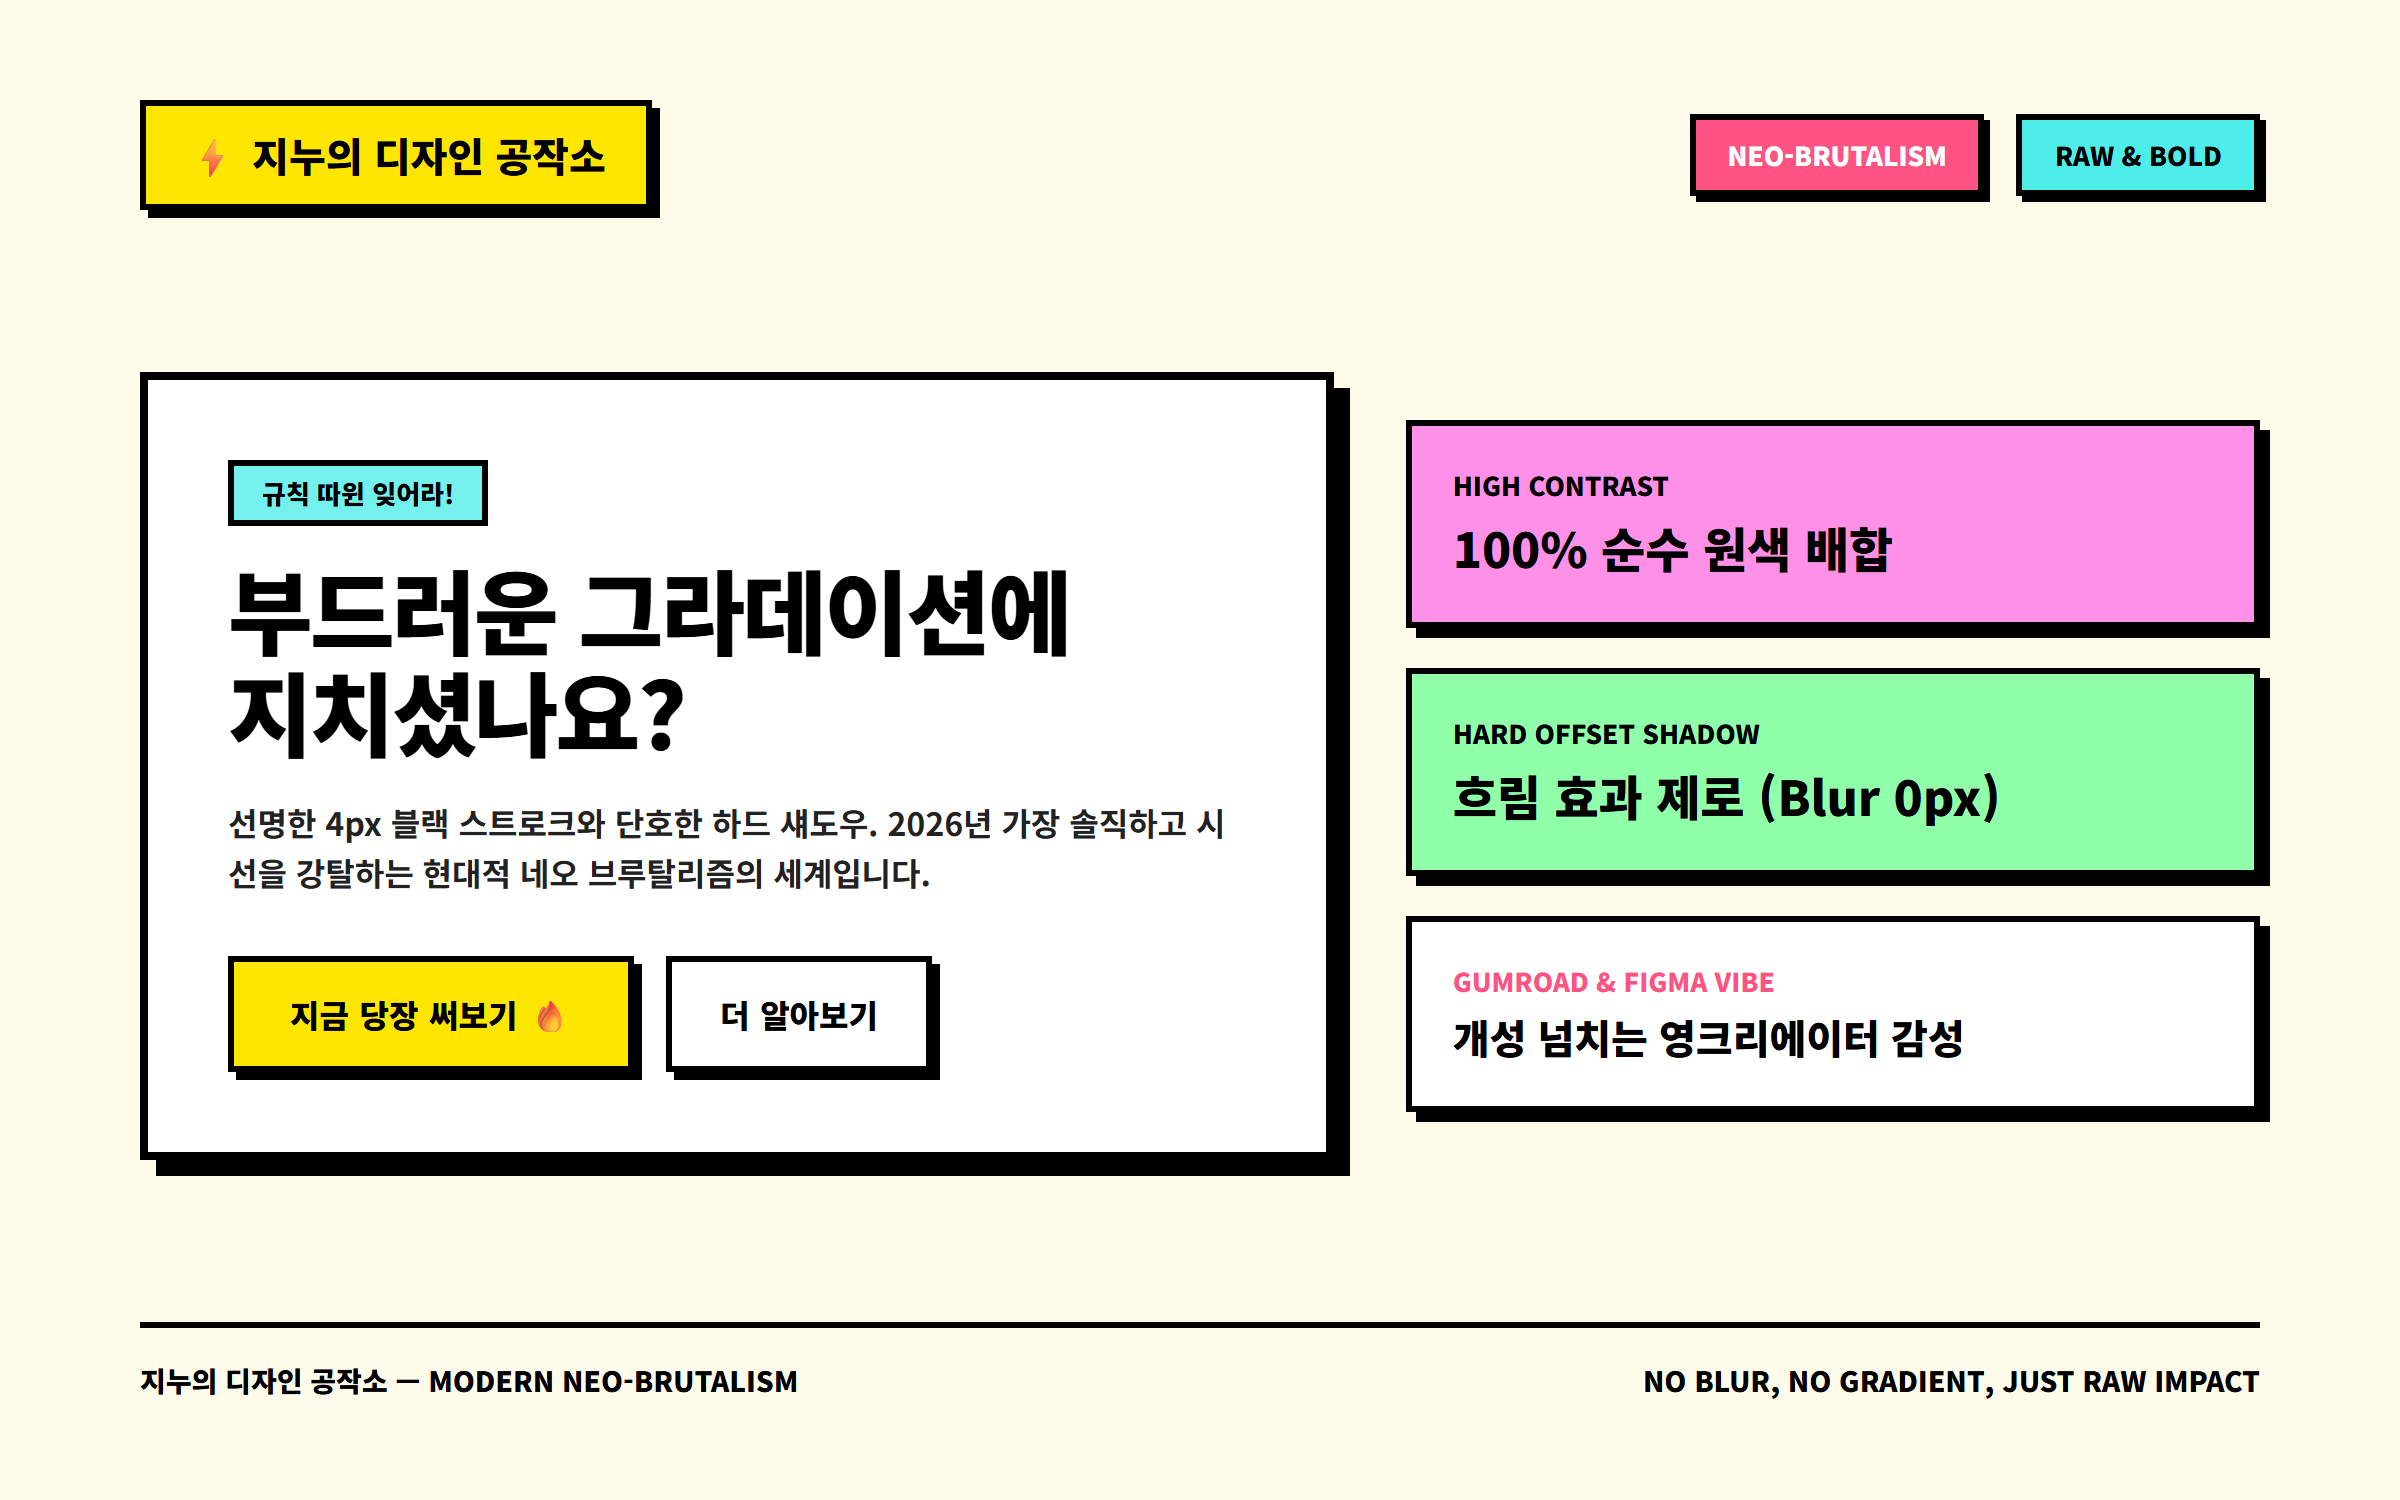 ⚡ 지누의 디자인 공작소
NEO-BRUTALISM
RAW & BOLD
규칙 따윈 잊어라!
부드러운 그라데이션에
지치셨나요?
선명한 4px 블랙 스트로크와 단호한 하드 섀도우. 2026년 가장 솔직하고 시
선을 강탈하는 현대적 네오 브루탈리즘의 세계입니다.
지금 당장 써보기 🔥
더 알아보기
HIGH CONTRAST
100% 순수 원색 배합
HARD OFFSET SHADOW
흐림 효과 제로 (Blur 0px)
GUMROAD & FIGMA VIBE
개성 넘치는 영크리에이터 감성
지누의 디자인 공작소 — MODERN NEO-BRUTALISM
NO BLUR, NO GRADIENT, JUST RAW IMPACT